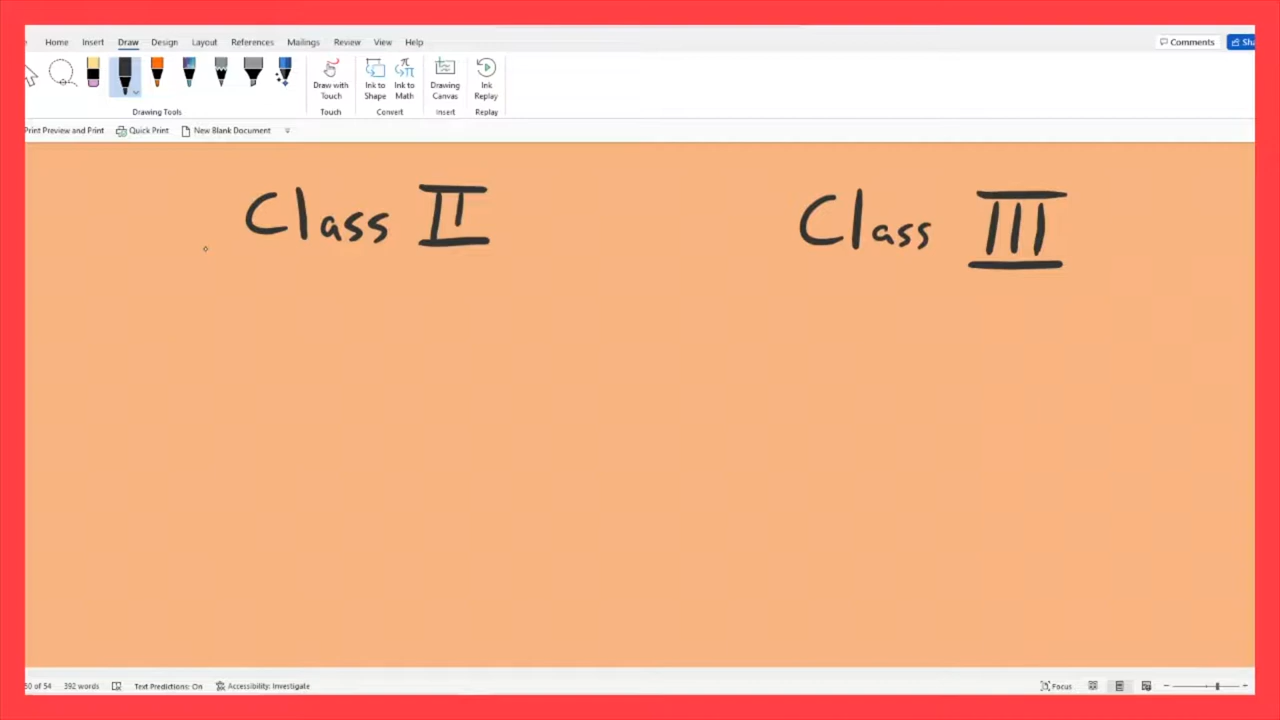 Home Insert Draw Design Layout References Mailings Review View Help Comments
Draw with Touch Ink to Shape Ink to Math Drawing Canvas Ink Replay
Drawing Tools Touch Convert Insert Replay
Print Preview and Print Quick Print New Blank Document
Class II Class III
of 54 392 words Text Predictions: On Accessibility: Investigate Focus